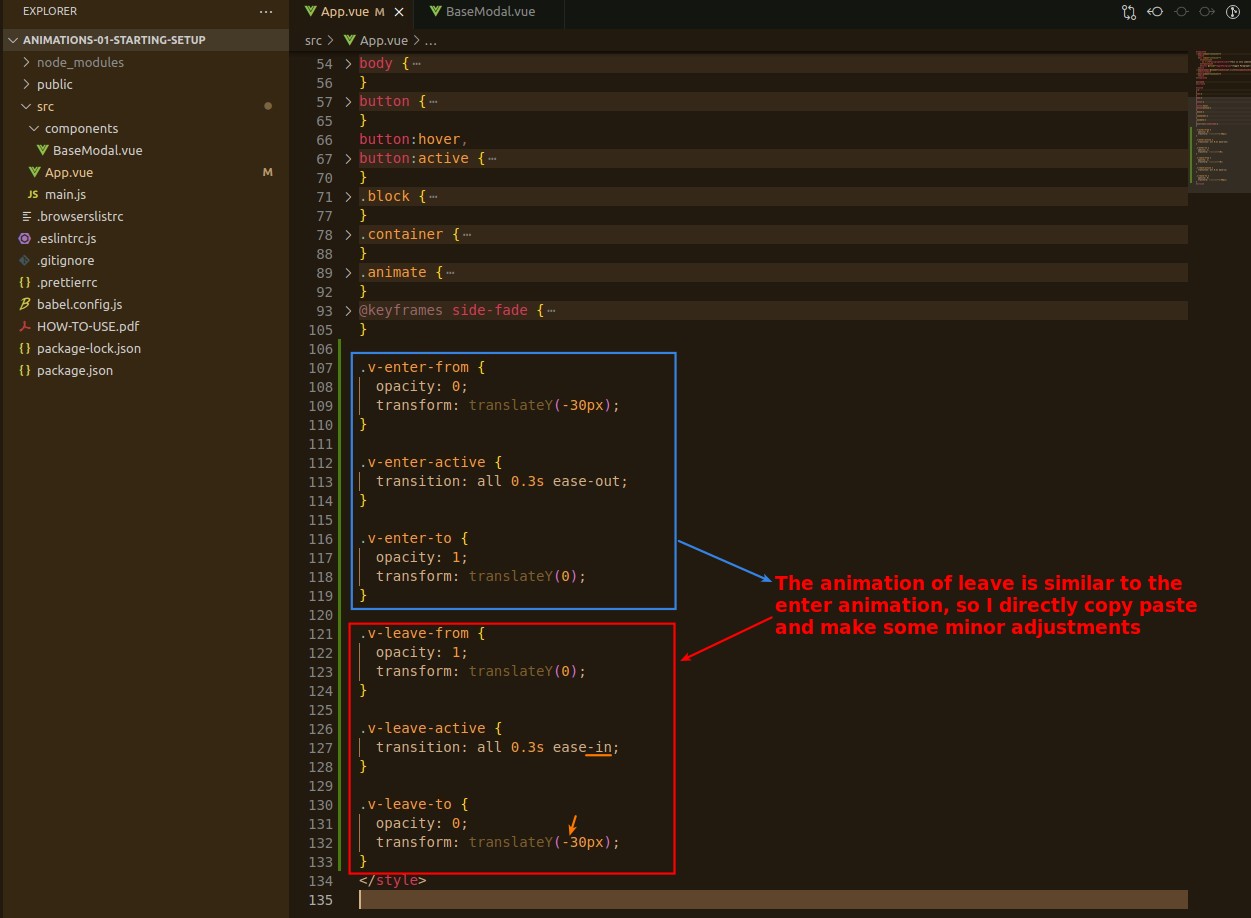 EXPLORER ...
App.vue M
BaseModal.vue
ANIMATIONS-01-STARTING-SETUP
node_modules
public
src
components
BaseModal.vue
App.vue M
JS main.js
.browserslistrc
.eslintrc.js
.gitignore
{} .prettierrc
babel.config.js
HOW-TO-USE.pdf
{} package-lock.json
{} package.json
src > App.vue > ...
54 body {…
56 }
57 button {…
65 }
66 button:hover,
67 button:active {…
70 }
71 .block {…
77 }
78 .container {…
88 }
89 .animate {…
92 }
93 @keyframes side-fade {…
105 }
106
107 .v-enter-from {
108 opacity: 0;
109 transform: translateY(-30px);
110 }
111
112 .v-enter-active {
113 transition: all 0.3s ease-out;
114 }
115
116 .v-enter-to {
117 opacity: 1;
118 transform: translateY(0);
119 }
120
121 .v-leave-from {
122 opacity: 1;
123 transform: translateY(0);
124 }
125
126 .v-leave-active {
127 transition: all 0.3s ease-in;
128 }
129
130 .v-leave-to {
131 opacity: 0;
132 transform: translateY(-30px);
133 }
134 </style>
135
The animation of leave is similar to the
enter animation, so I directly copy paste
and make some minor adjustments